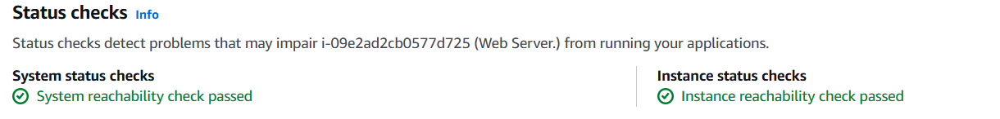 Status checks Info
Status checks detect problems that may impair i-09e2ad2cb0577d725 (Web Server.) from running your applications.
System status checks
System reachability check passed
Instance status checks
Instance reachability check passed